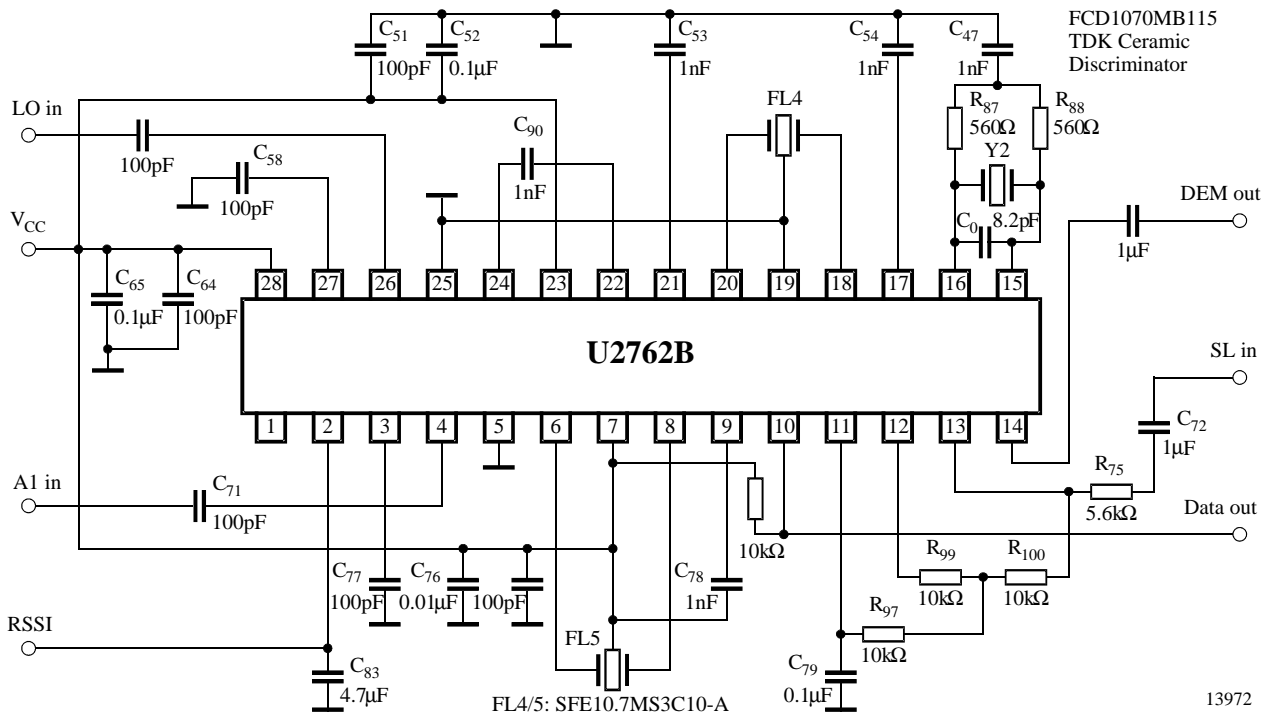 C51
100pF
C52
0.1µF
C53
1nF
C54
1nF
C47
1nF
FCD1070MB115
TDK Ceramic
Discriminator
LO in
100pF
C58
100pF
C90
1nF
FL4
R87
560Ω
R88
560Ω
Y2
C0
8.2pF
DEM out
1µF
VCC
C65
0.1µF
C64
100pF
28
27
26
25
24
23
22
21
20
19
18
17
16
15
U2762B
SL in
1
2
3
4
5
6
7
8
9
10
11
12
13
14
C72
1µF
A1 in
C71
100pF
R75
5.6kΩ
Data out
10kΩ
C77
100pF
C76
0.01µF
100pF
C78
1nF
R99
10kΩ
R100
10kΩ
R97
10kΩ
RSSI
C83
4.7µF
FL5
C79
0.1µF
FL4/5: SFE10.7MS3C10-A
13972